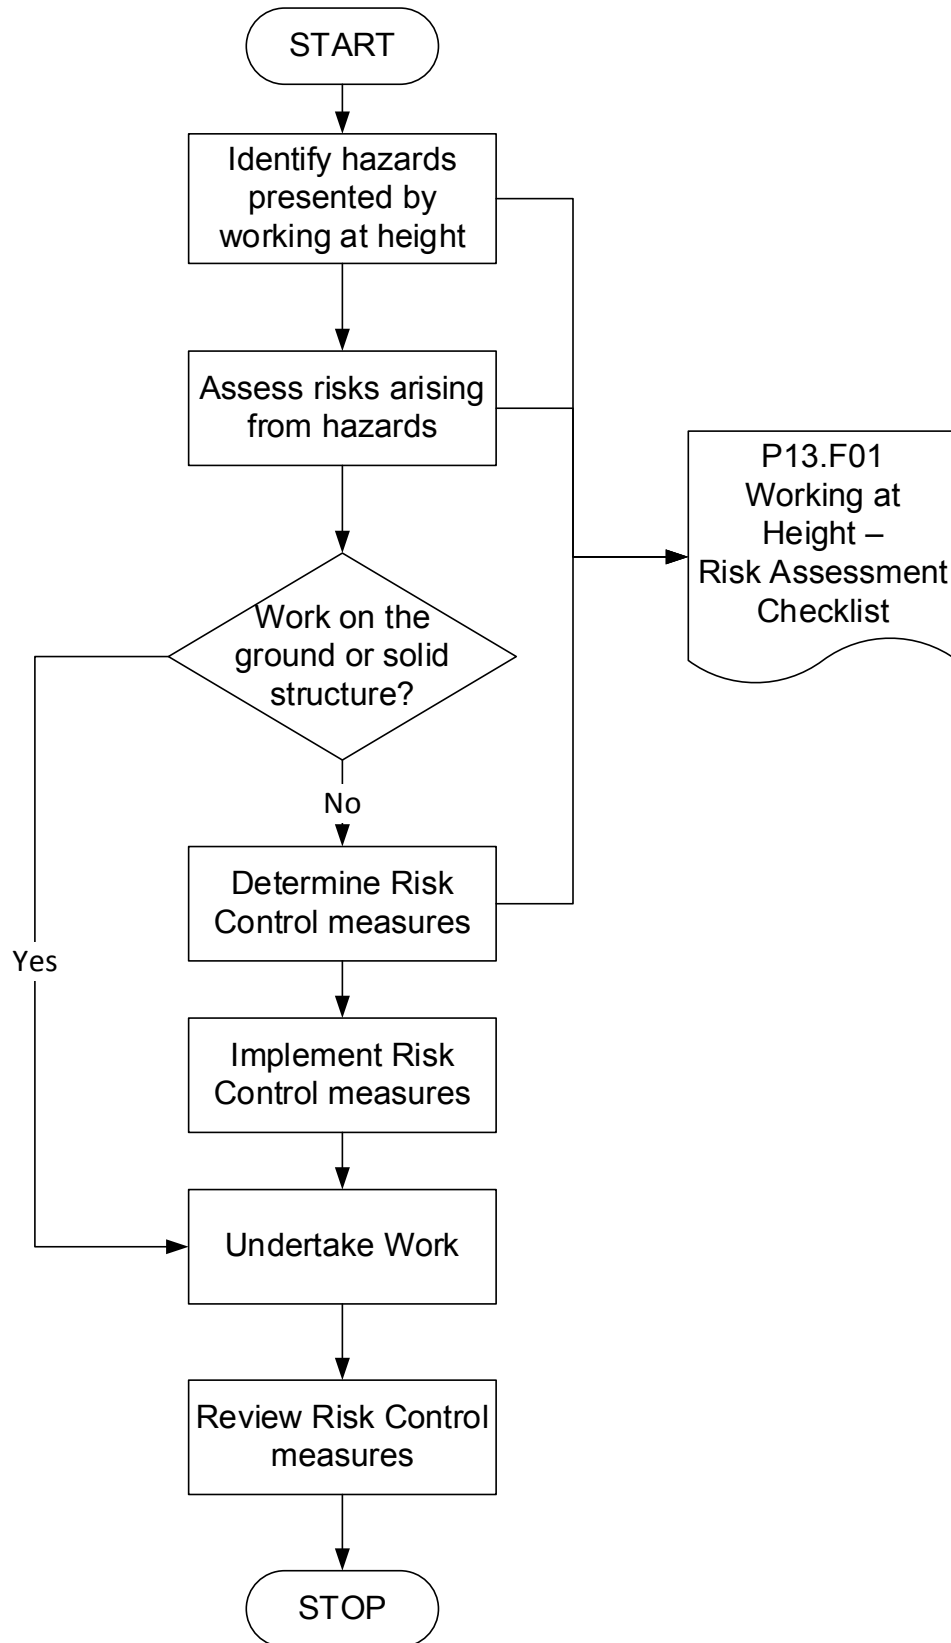 START
Identify hazards
presented by
working at height
Assess risks arising
from hazards
P13.F01
Working at
Height –
Risk Assessment
Checklist
Work on the
ground or solid
structure?
No
Determine Risk
Control measures
Yes
Implement Risk
Control measures
Undertake Work
Review Risk Control
measures
STOP